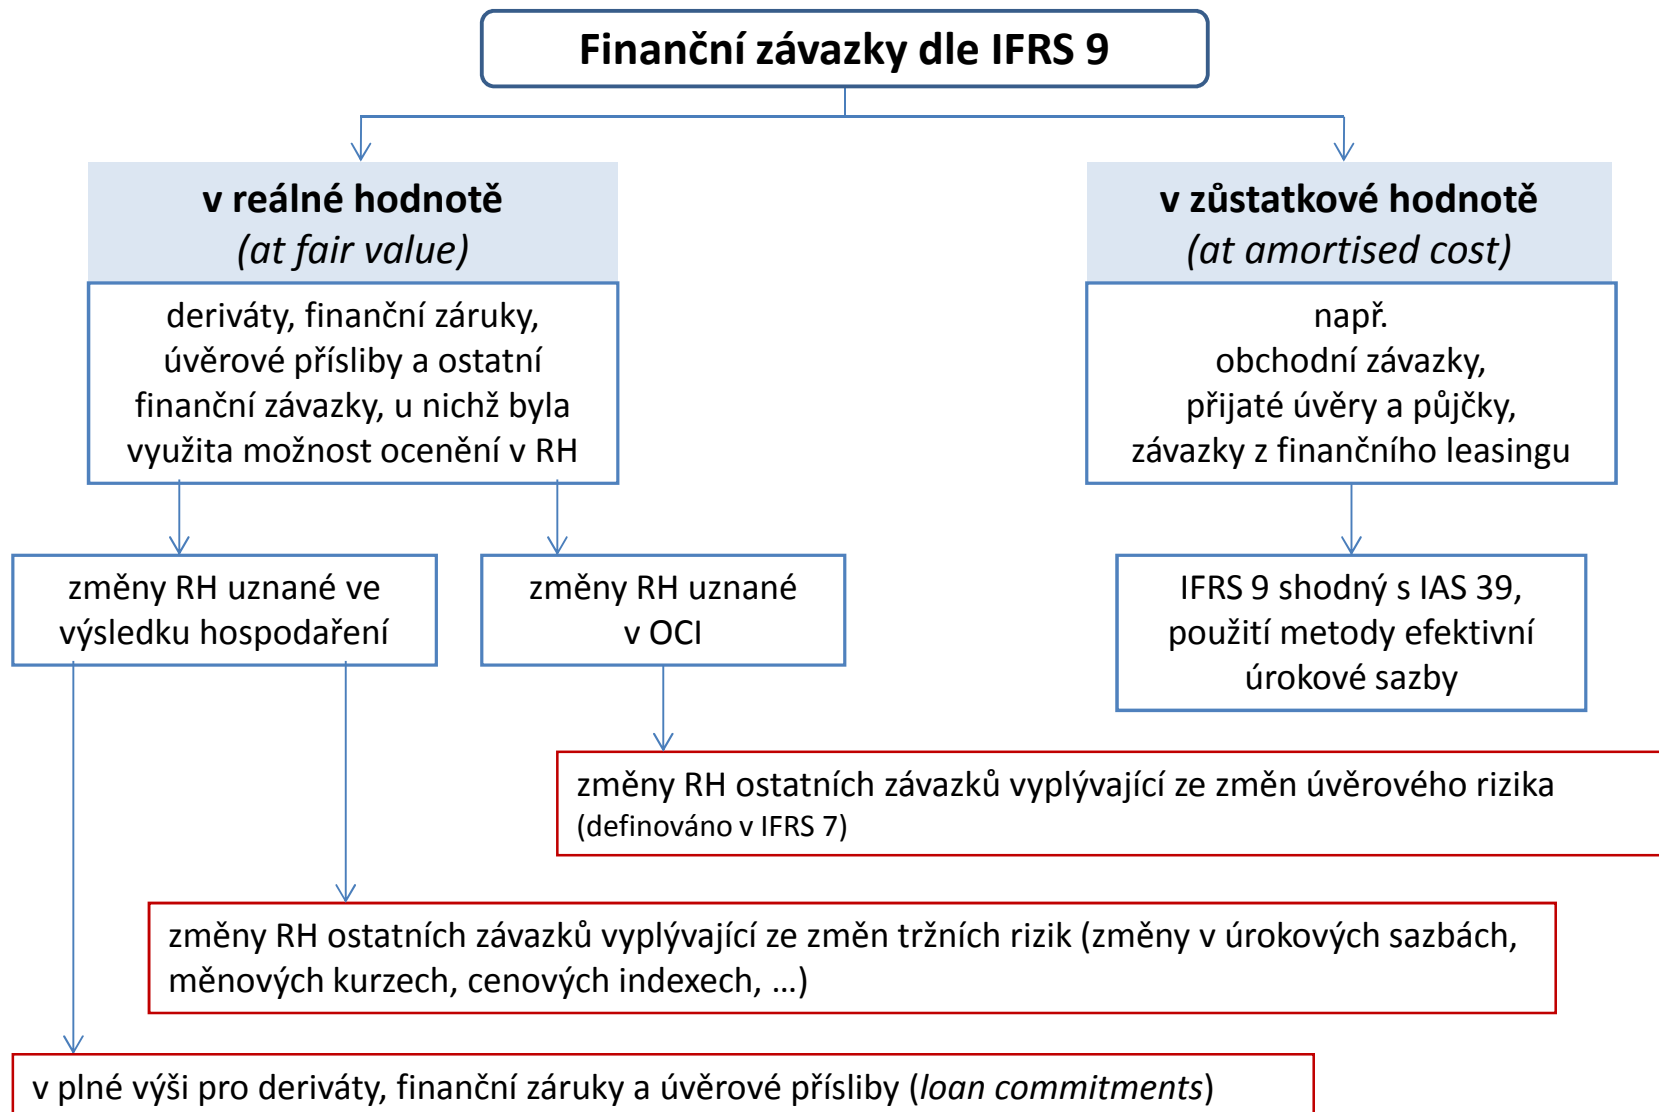 Finanční závazky dle IFRS 9
v reálné hodnotě
(at fair value)
deriváty, finanční záruky,
úvěrové přísliby a ostatní
finanční závazky, u nichž byla
využita možnost ocenění v RH
v zůstatkové hodnotě
(at amortised cost)
např.
obchodní závazky,
přijaté úvěry a půjčky,
závazky z finančního leasingu
změny RH uznané ve
výsledku hospodaření
změny RH uznané
v OCI
IFRS 9 shodný s IAS 39,
použití metody efektivní
úrokové sazby
změny RH ostatních závazků vyplývající ze změn úvěrového rizika
(definováno v IFRS 7)
změny RH ostatních závazků vyplývající ze změn tržních rizik (změny v úrokových sazbách,
měnových kurzech, cenových indexech, …)
v plné výši pro deriváty, finanční záruky a úvěrové přísliby (loan commitments)